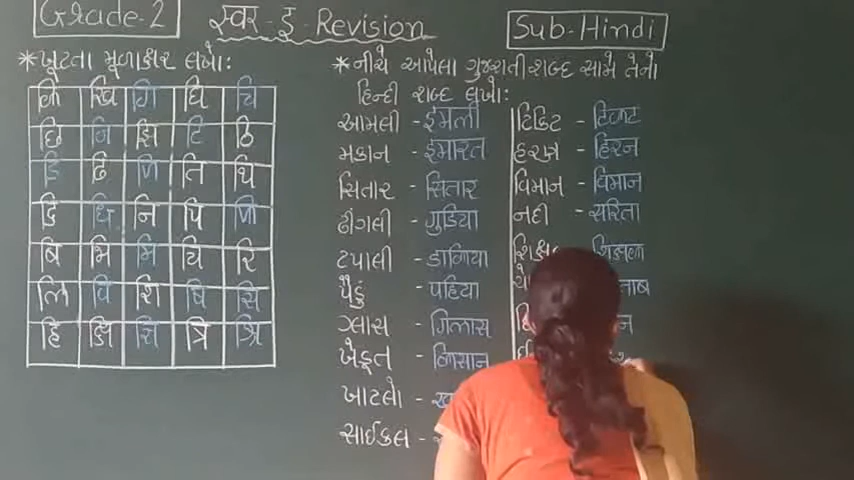 Grade-2
स्वर-इ-Revision
Sub-Hindi
*ખૂટતા મૂળાક્ષર લખો:
कि खि गि घि चि
छि जि झि टि ठि
डि ढि णि ति थि
दि धि नि पि फि
बि भि मि यि रि
लि वि शि षि सि
हि क्षि त्रि श्रि
*નીચે આપેલા ગુજરાતી શબ્દ સામે તેનો
હિન્દી શબ્દ લખો:
આમલી - इमली
મકાન - इमारत
સિતાર - सितार
ઢીંગલી - गुडिया
ટપાલી - डाकिया
પૈડું - पहिया
ગ્લાસ - गिलास
ખેડૂત - किसान
ખાટલો -
સાઈકલ -
ટિકિટ - टिकट
હરણ - हिरन
વિમાન - विमान
નદી - सरिता